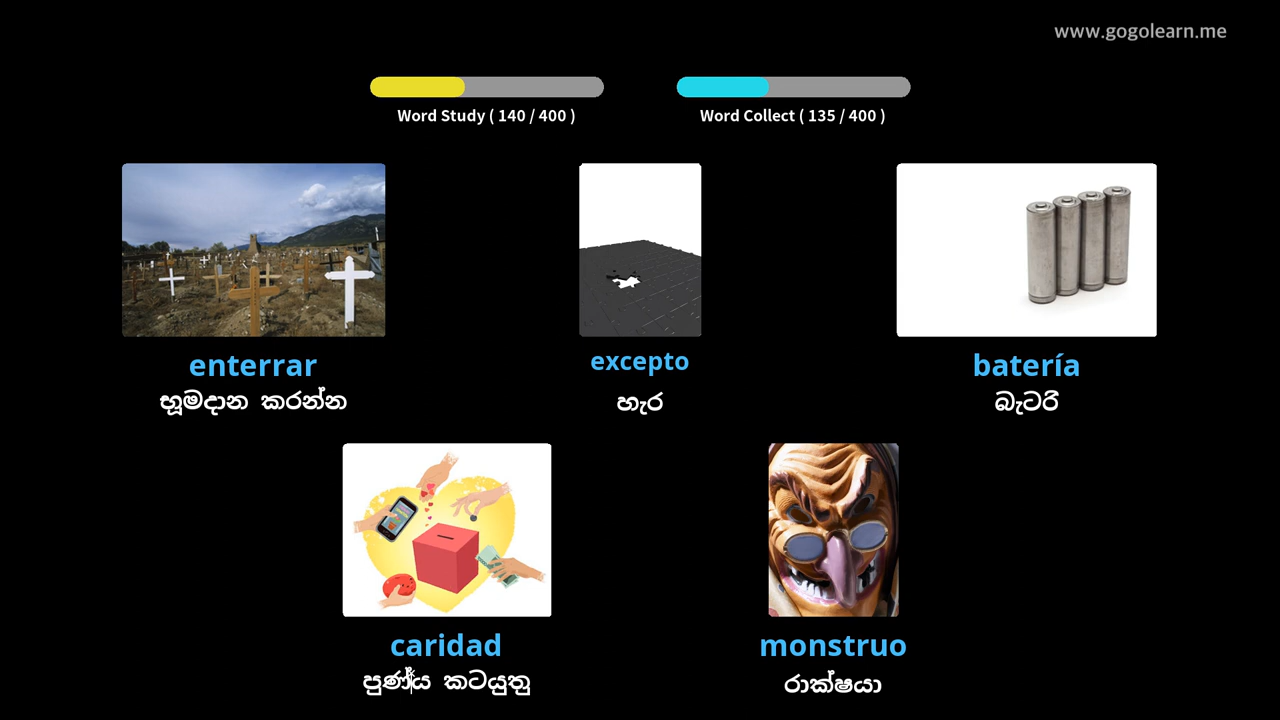 www.gogolearn.me
Word Study ( 140 / 400 )
Word Collect ( 135 / 400 )
enterrar
භූමදාන කරන්න
excepto
හැර
batería
බැටරි
caridad
පුණ්‍ය කටයුතු
monstruo
රාක්ෂයා